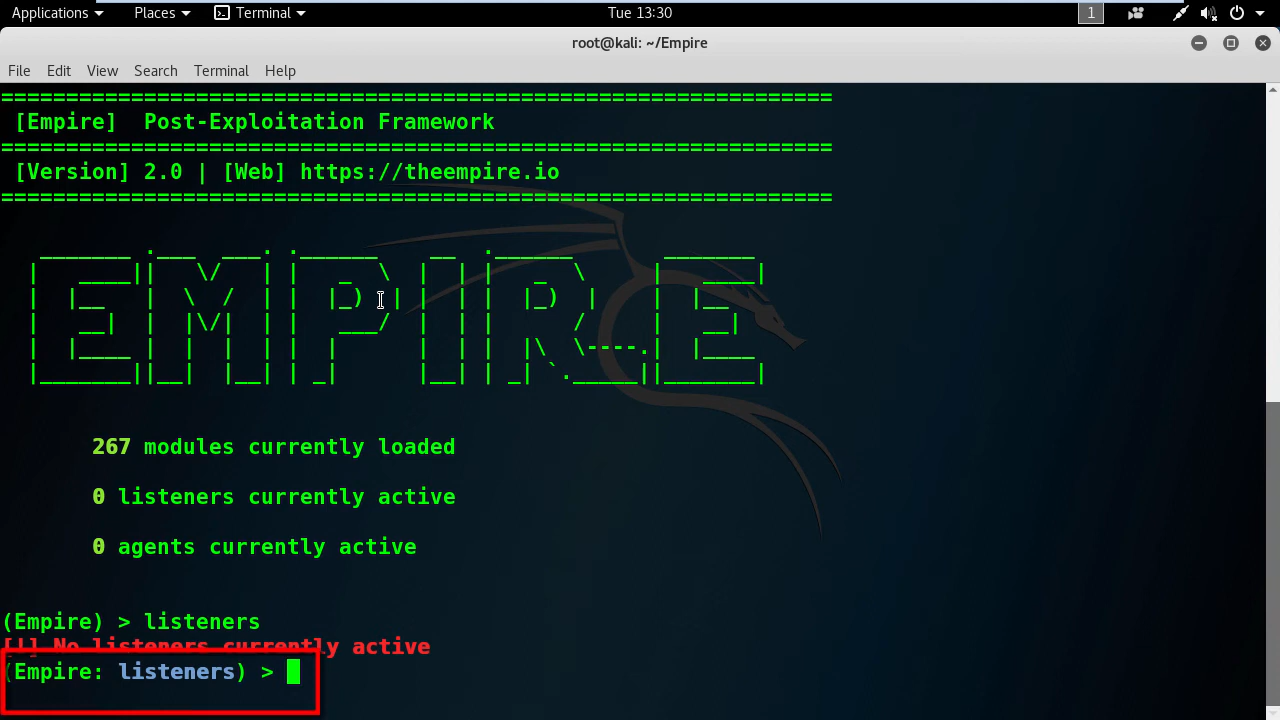 Applications Places Terminal Tue 13:30 1
root@kali: ~/Empire
File Edit View Search Terminal Help
================================================================
[Empire] Post-Exploitation Framework
================================================================
[Version] 2.0 | [Web] https://theempire.io
================================================================
EMPIRE
267 modules currently loaded
0 listeners currently active
0 agents currently active
(Empire) > listeners
[!] No listeners currently active
(Empire: listeners) >